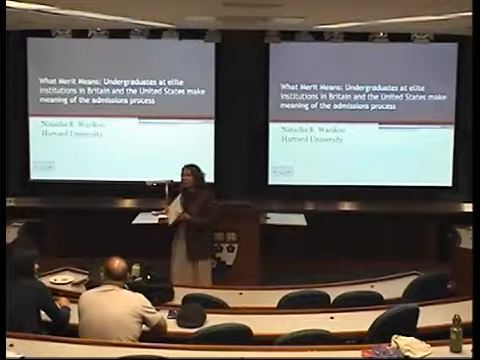 What Merit Means: Undergraduates at elite
institutions in Britain and the United States make
meaning of the admissions process
Natasha K. Warikoo
Harvard University
What Merit Means: Undergraduates at elite
institutions in Britain and the United States make
meaning of the admissions process
Natasha K. Warikoo
Harvard University